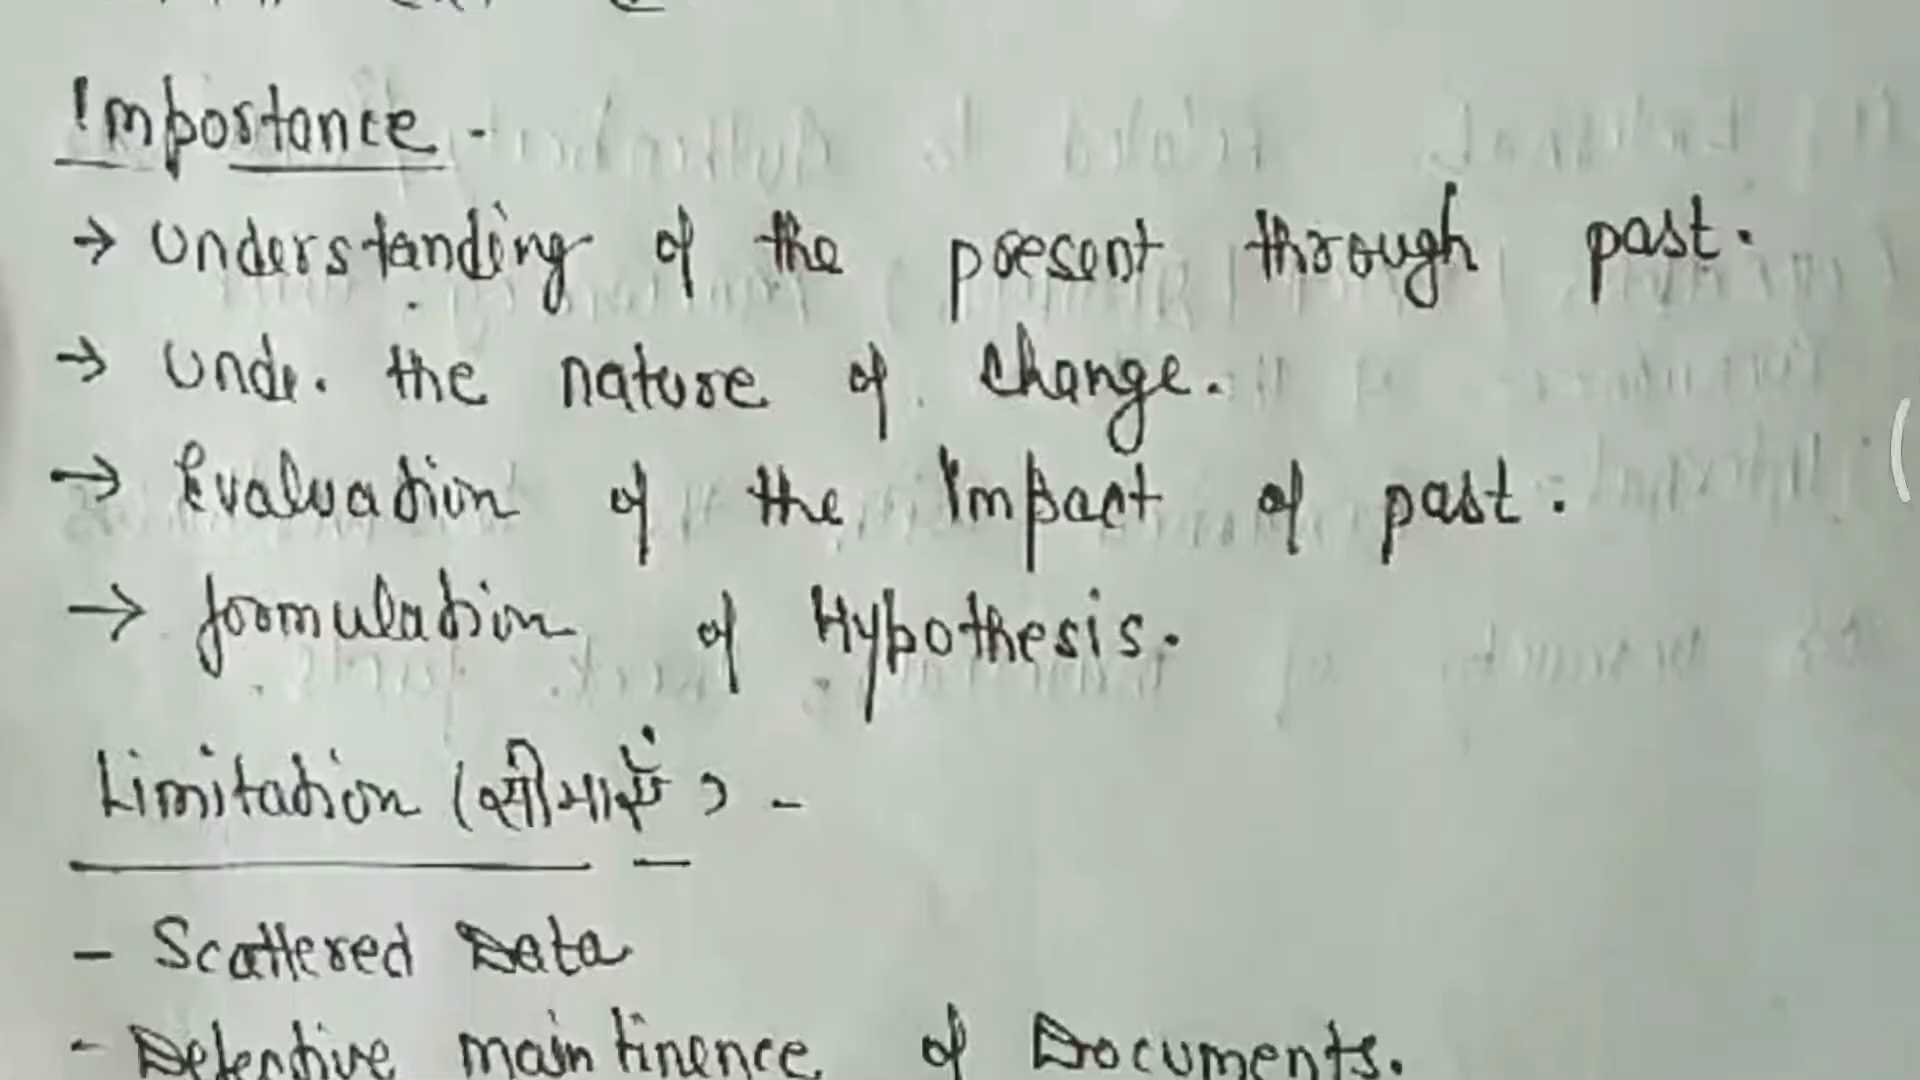 Importance -
→ Understanding of the present through past.
→ Unde. the nature of change.
→ Evaluation of the Impact of past.
→ formulation of Hypothesis.
Limitation (सीमाएँ) -
- Scattered Data
- Defective maintinence of Documents.